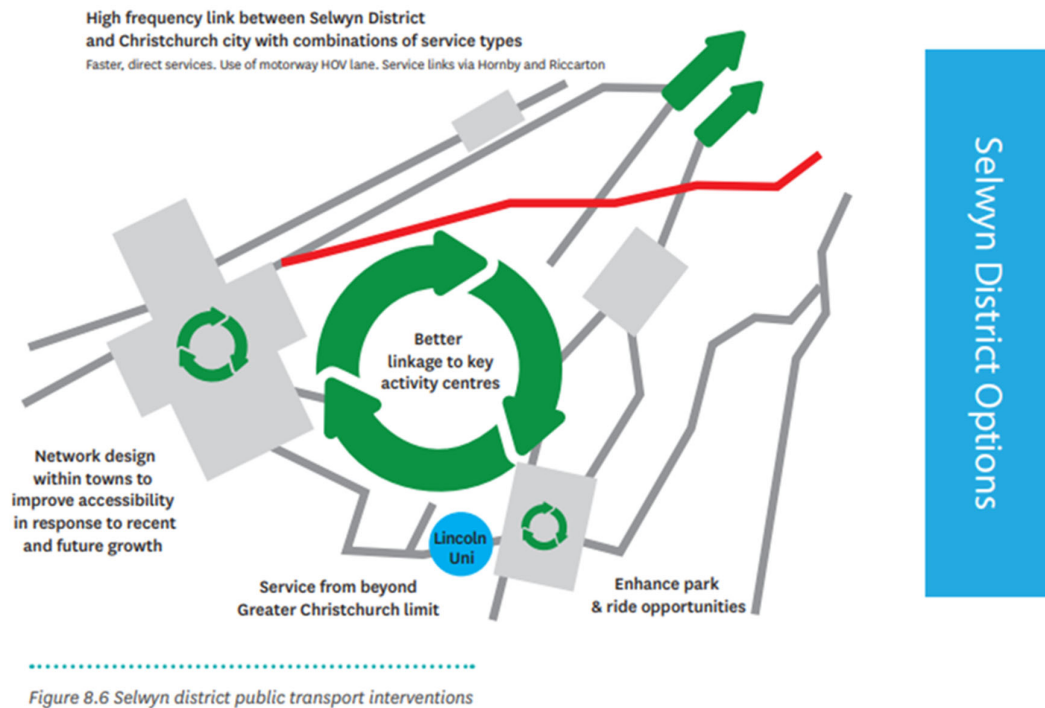 High frequency link between Selwyn District
and Christchurch city with combinations of service types
Faster, direct services. Use of motorway HOV lane. Service links via Hornby and Riccarton
Selwyn District Options
Better
linkage to key
activity centres
Network design
within towns to
improve accessibility
in response to recent
and future growth
Lincoln
Uni
Service from beyond
Greater Christchurch limit
Enhance park
& ride opportunities
Figure 8.6 Selwyn district public transport interventions